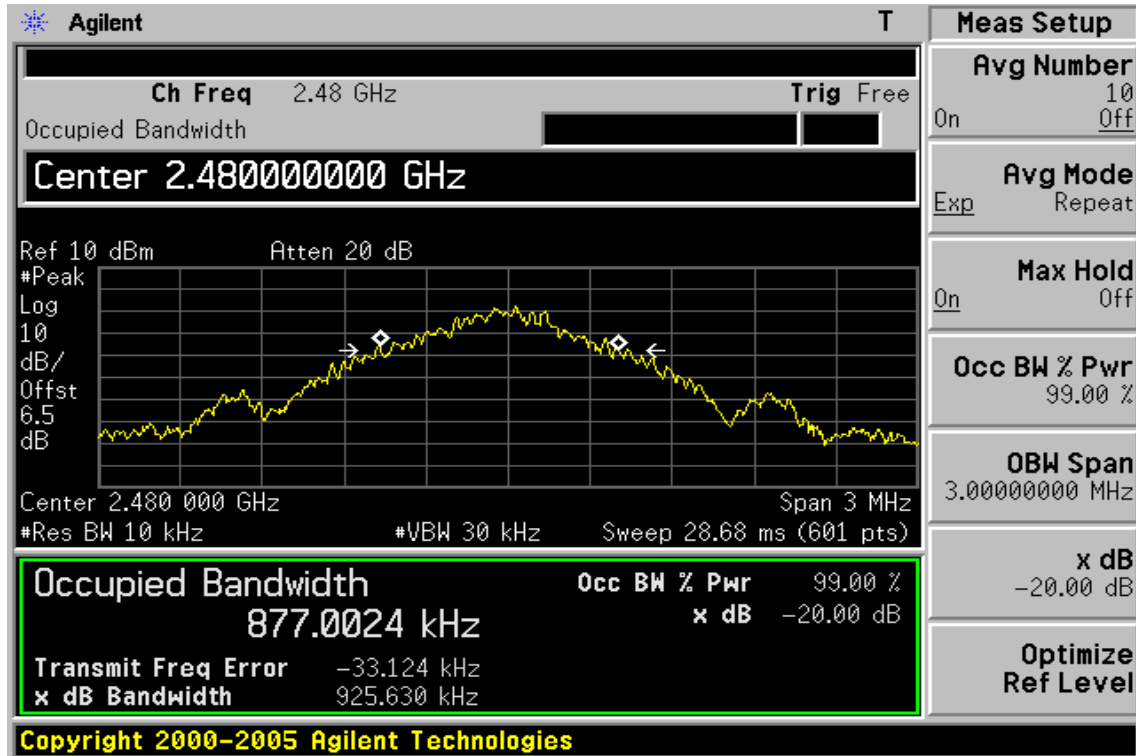 Agilent T
Ch Freq 2.48 GHz Trig Free
Occupied Bandwidth
Center 2.480000000 GHz
Ref 10 dBm Atten 20 dB
#Peak
Log
10
dB/
Offst
6.5
dB
Center 2.480 000 GHz Span 3 MHz
#Res BW 10 kHz #VBW 30 kHz Sweep 28.68 ms (601 pts)
Occupied Bandwidth Occ BW % Pwr 99.00 %
877.0024 kHz x dB -20.00 dB
Transmit Freq Error -33.124 kHz
x dB Bandwidth 925.630 kHz
Copyright 2000-2005 Agilent Technologies
Meas Setup
Avg Number
10
On Off
Avg Mode
Exp Repeat
Max Hold
On Off
Occ BW % Pwr
99.00 %
OBW Span
3.00000000 MHz
x dB
-20.00 dB
Optimize
Ref Level